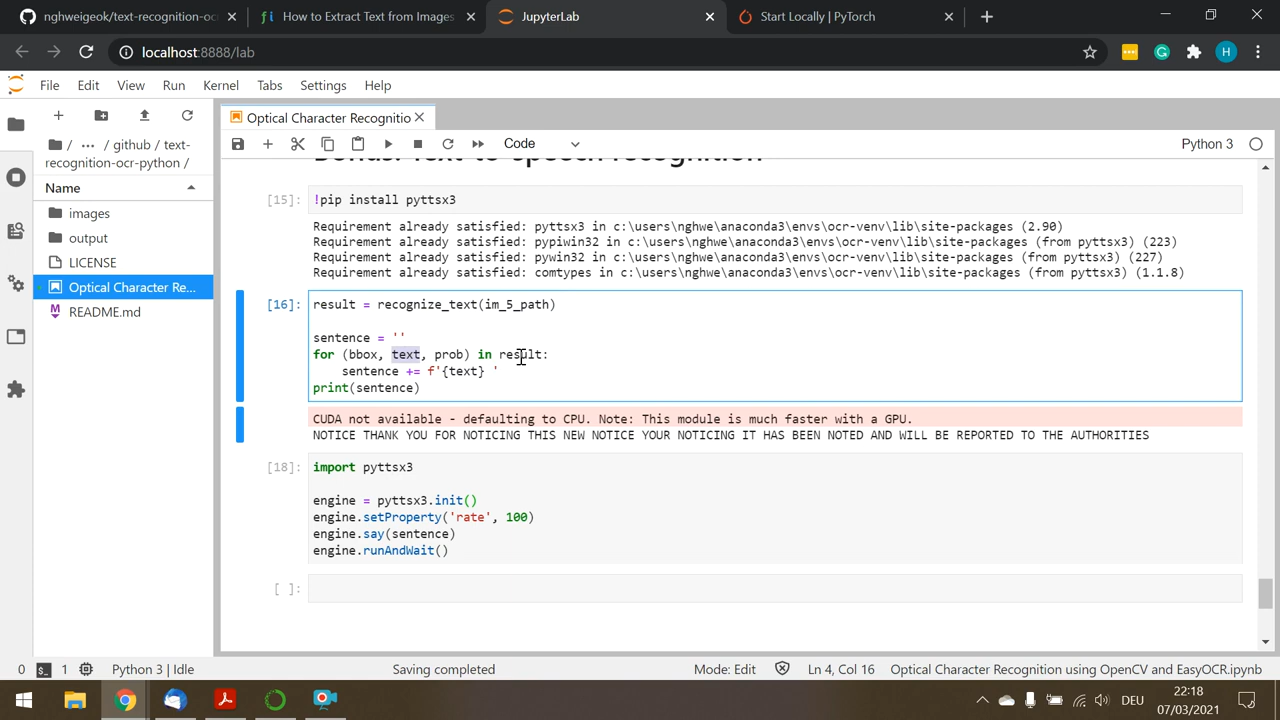 nghweigeok/text-recognition-oc
How to Extract Text from Images
JupyterLab
Start Locally | PyTorch
localhost:8888/lab
H
File Edit View Run Kernel Tabs Settings Help
Optical Character Recognitio
/ ··· / github / text-recognition-ocr-python /
Code
Python 3
Name
images
output
LICENSE
Optical Character Re...
README.md
Bonus: Text to speech recognition
[15]: !pip install pyttsx3
Requirement already satisfied: pyttsx3 in c:\users\nghwe\anaconda3\envs\ocr-venv\lib\site-packages (2.90)
Requirement already satisfied: pypiwin32 in c:\users\nghwe\anaconda3\envs\ocr-venv\lib\site-packages (from pyttsx3) (223)
Requirement already satisfied: pywin32 in c:\users\nghwe\anaconda3\envs\ocr-venv\lib\site-packages (from pyttsx3) (227)
Requirement already satisfied: comtypes in c:\users\nghwe\anaconda3\envs\ocr-venv\lib\site-packages (from pyttsx3) (1.1.8)
[16]: result = recognize_text(im_5_path)
sentence = ''
for (bbox, text, prob) in result:
sentence += f'{text} '
print(sentence)
CUDA not available - defaulting to CPU. Note: This module is much faster with a GPU.
NOTICE THANK YOU FOR NOTICING THIS NEW NOTICE YOUR NOTICING IT HAS BEEN NOTED AND WILL BE REPORTED TO THE AUTHORITIES
[18]: import pyttsx3
engine = pyttsx3.init()
engine.setProperty('rate', 100)
engine.say(sentence)
engine.runAndWait()
[ ]:
0 1 Python 3 | Idle Saving completed Mode: Edit Ln 4, Col 16 Optical Character Recognition using OpenCV and EasyOCR.ipynb
DEU
22:18
07/03/2021